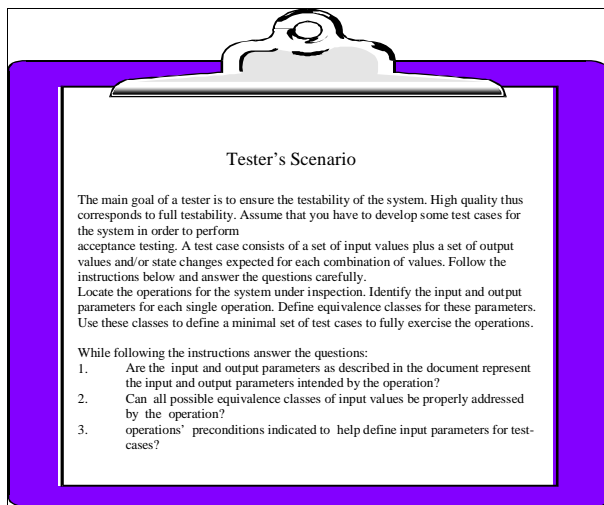 Tester's Scenario
The main goal of a tester is to ensure the testability of the system. High quality thus
corresponds to full testability. Assume that you have to develop some test cases for
the system in order to perform
acceptance testing. A test case consists of a set of input values plus a set of output
values and/or state changes expected for each combination of values. Follow the
instructions below and answer the questions carefully.
Locate the operations for the system under inspection. Identify the input and output
parameters for each single operation. Define equivalence classes for these parameters.
Use these classes to define a minimal set of test cases to fully exercise the operations.
While following the instructions answer the questions:
1. Are the input and output parameters as described in the document represent
the input and output parameters intended by the operation?
2. Can all possible equivalence classes of input values be properly addressed
by the operation?
3. operations' preconditions indicated to help define input parameters for test-
cases?